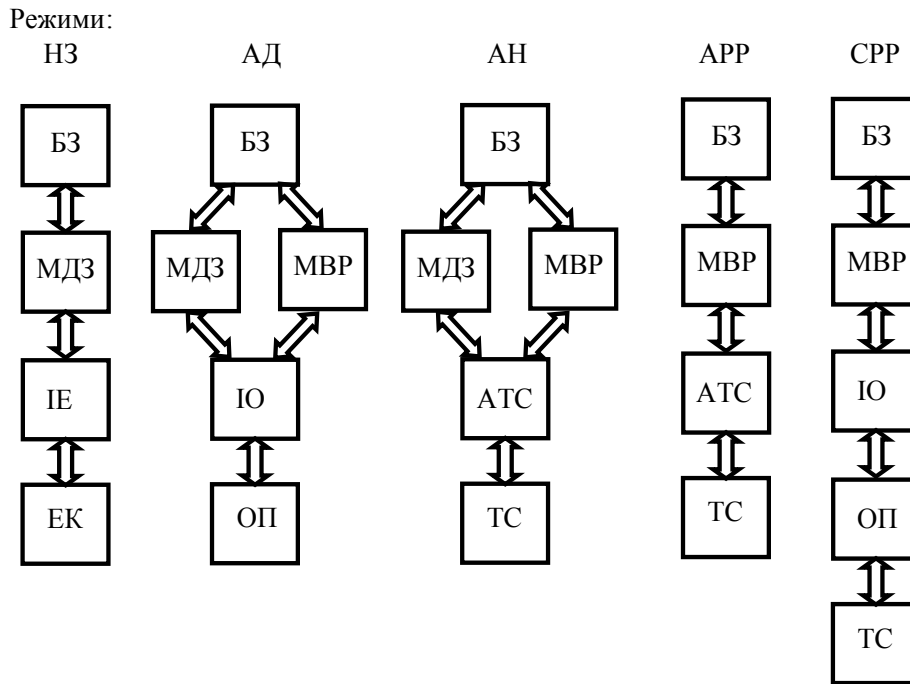 Режими:
НЗ АД АН АРР СРР
БЗ БЗ БЗ БЗ БЗ
МДЗ МДЗ МВР МДЗ МВР МВР МВР
ІЕ ІО АТС АТС ІО
ЕК ОП ТС ТС ОП
ТС